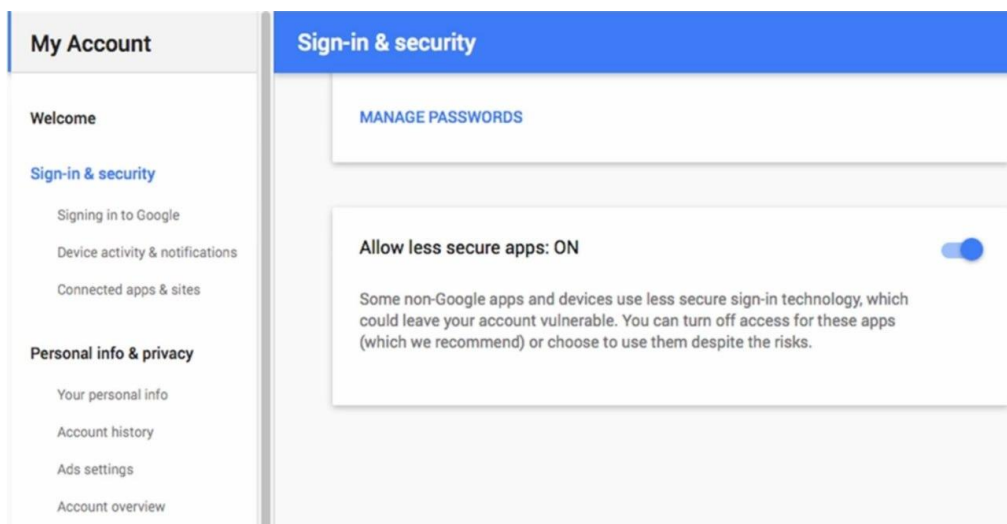 My Account
Welcome
Sign-in & security
Signing in to Google
Device activity & notifications
Connected apps & sites
Personal info & privacy
Your personal info
Account history
Ads settings
Account overview
Sign-in & security
MANAGE PASSWORDS
Allow less secure apps: ON
Some non-Google apps and devices use less secure sign-in technology, which
could leave your account vulnerable. You can turn off access for these apps
(which we recommend) or choose to use them despite the risks.